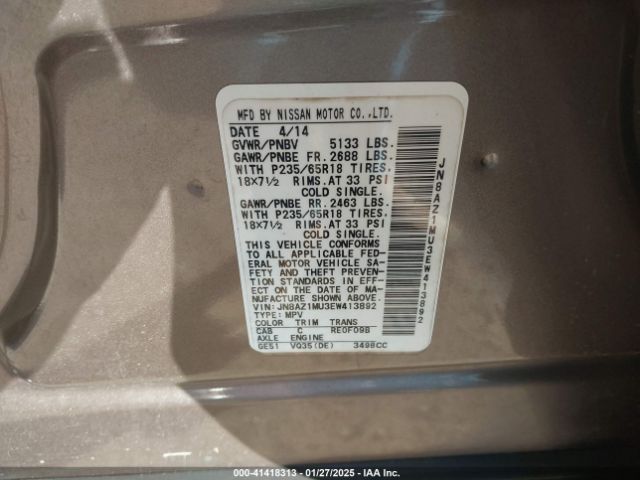 MFD BY NISSAN MOTOR CO.,LTD.
DATE 4/14
GVWR/PNBV 5133 LBS.
GAWR/PNBE FR. 2688 LBS.
WITH P235/65R18 TIRES.
18X7½ RIMS. AT 33 PSI
COLD SINGLE.
GAWR/PNBE RR. 2463 LBS.
WITH P235/65R18 TIRES.
18X7½ RIMS. AT 33 PSI
COLD SINGLE.
THIS VEHICLE CONFORMS
TO ALL APPLICABLE FED-
ERAL MOTOR VEHICLE SA-
FETY AND THEFT PREVEN-
TION STANDARDS IN EFF-
ECT ON THE DATE OF MA-
NUFACTURE SHOWN ABOVE.
VIN: JN8AZ1MU3EW413892
TYPE: MPV
COLOR TRIM TRANS
CAB C RE0F09B
AXLE ENGINE
GE51 VQ35(DE) 3498CC
JN8AZ1MU3EW413892
000-41418313 | 01/27/2025 | IAA Inc.